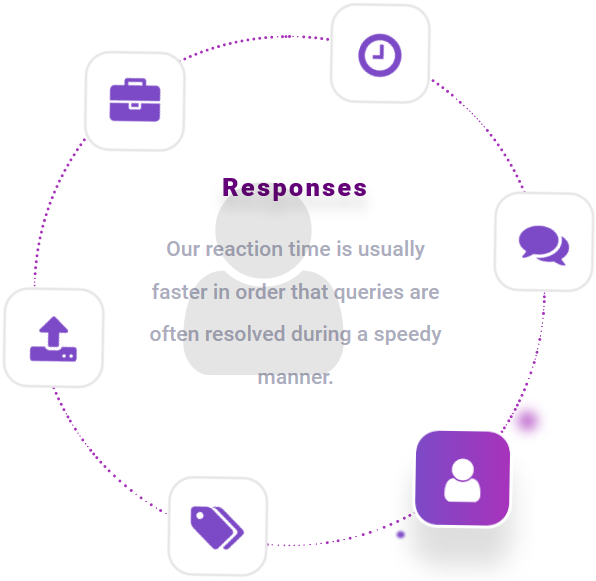 Responses
Our reaction time is usually
faster in order that queries are
often resolved during a speedy
manner.